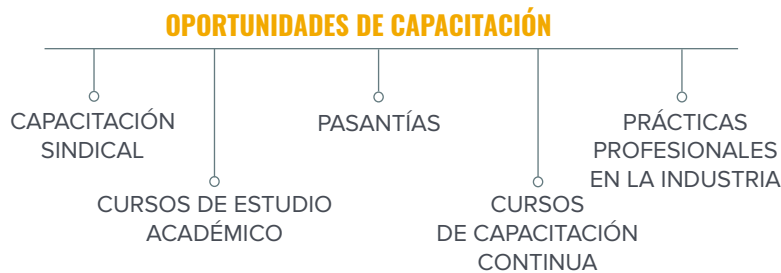 OPORTUNIDADES DE CAPACITACIÓN
CAPACITACIÓN
SINDICAL
CURSOS DE ESTUDIO
ACADÉMICO
PASANTÍAS
CURSOS
DE CAPACITACIÓN
CONTINUA
PRÁCTICAS
PROFESIONALES
EN LA INDUSTRIA